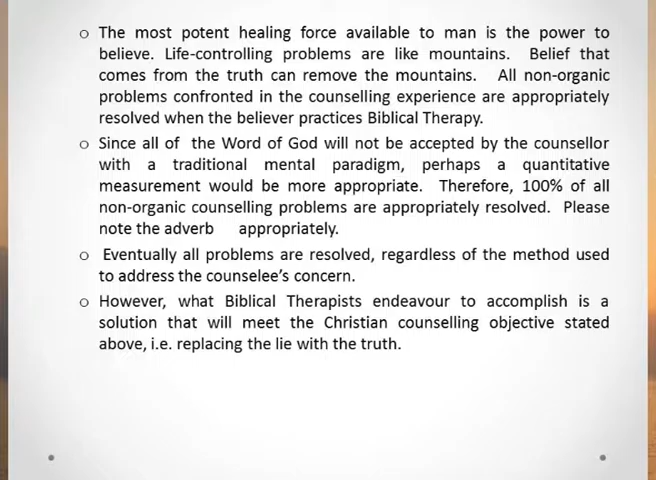 o The most potent healing force available to man is the power to
believe. Life-controlling problems are like mountains. Belief that
comes from the truth can remove the mountains. All non-organic
problems confronted in the counselling experience are appropriately
resolved when the believer practices Biblical Therapy.
o Since all of the Word of God will not be accepted by the counsellor
with a traditional mental paradigm, perhaps a quantitative
measurement would be more appropriate. Therefore, 100% of all
non-organic counselling problems are appropriately resolved. Please
note the adverb appropriately.
o Eventually all problems are resolved, regardless of the method used
to address the counselee's concern.
o However, what Biblical Therapists endeavour to accomplish is a
solution that will meet the Christian counselling objective stated
above, i.e. replacing the lie with the truth.